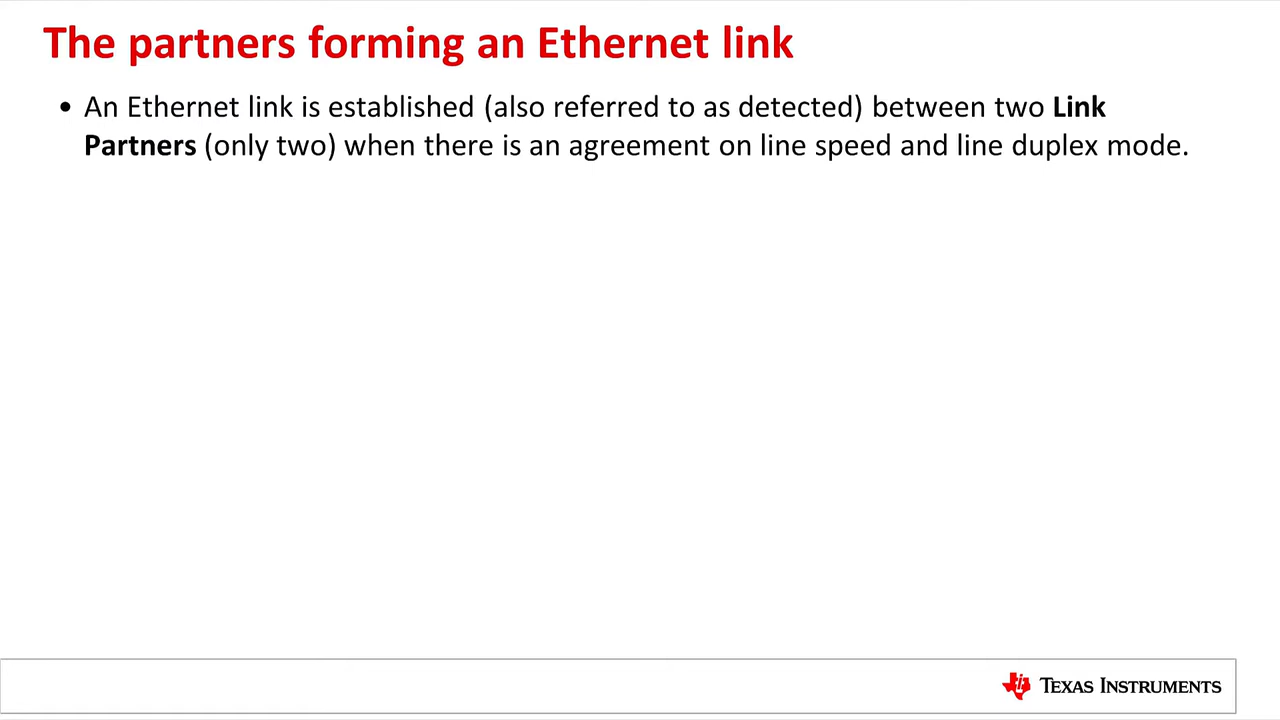 The partners forming an Ethernet link
• An Ethernet link is established (also referred to as detected) between two Link
Partners (only two) when there is an agreement on line speed and line duplex mode.
TEXAS INSTRUMENTS